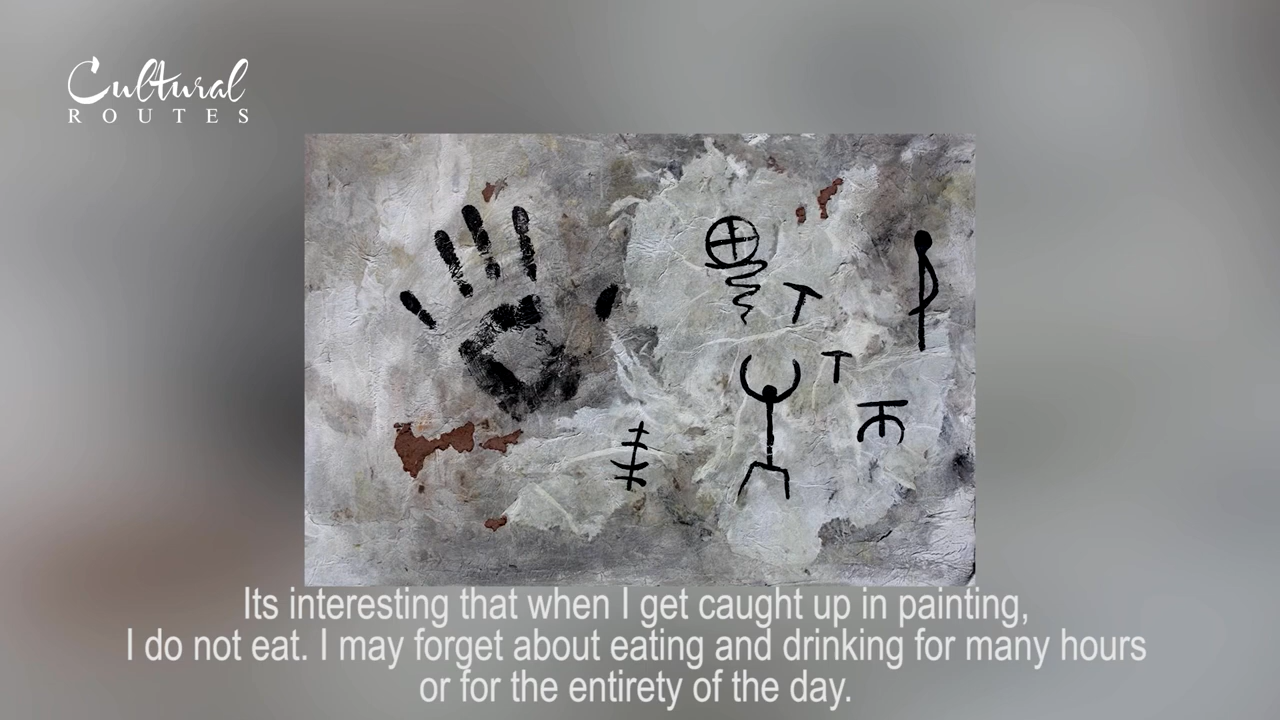 Cultural
ROUTES
Its interesting that when I get caught up in painting,
I do not eat. I may forget about eating and drinking for many hours
or for the entirety of the day.